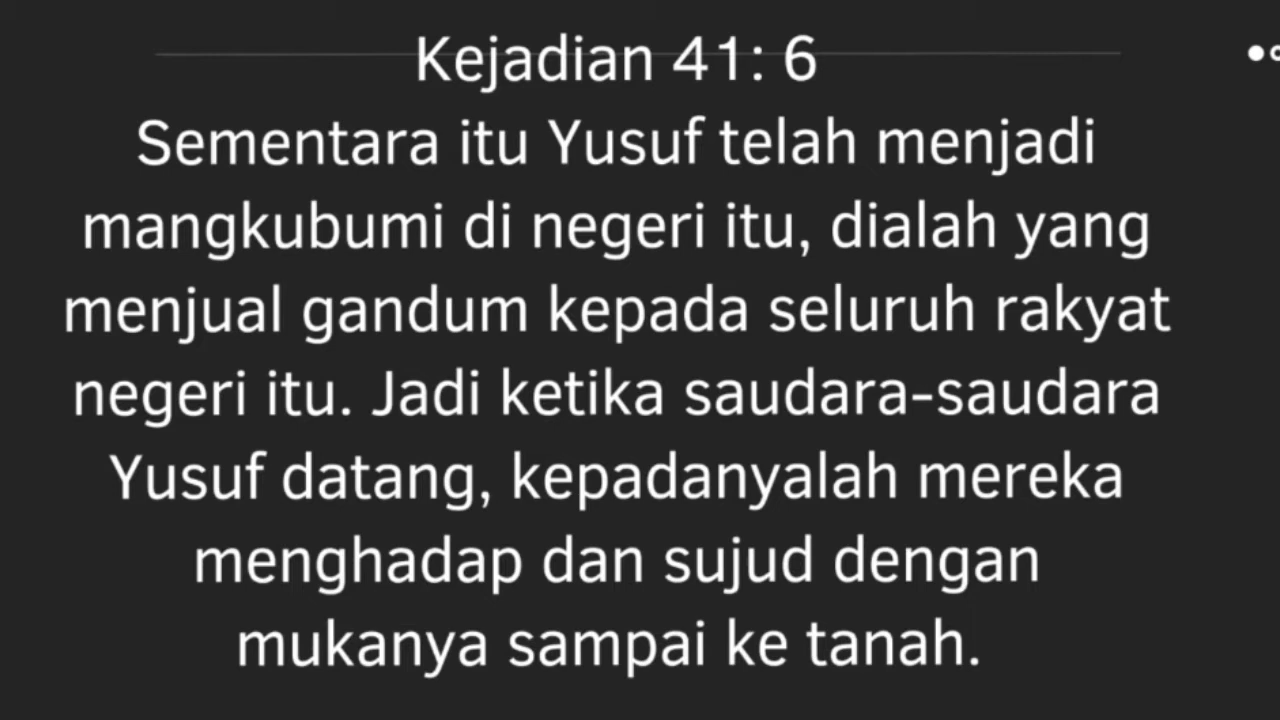 Kejadian 41: 6
Sementara itu Yusuf telah menjadi
mangkubumi di negeri itu, dialah yang
menjual gandum kepada seluruh rakyat
negeri itu. Jadi ketika saudara-saudara
Yusuf datang, kepadanyalah mereka
menghadap dan sujud dengan
mukanya sampai ke tanah.